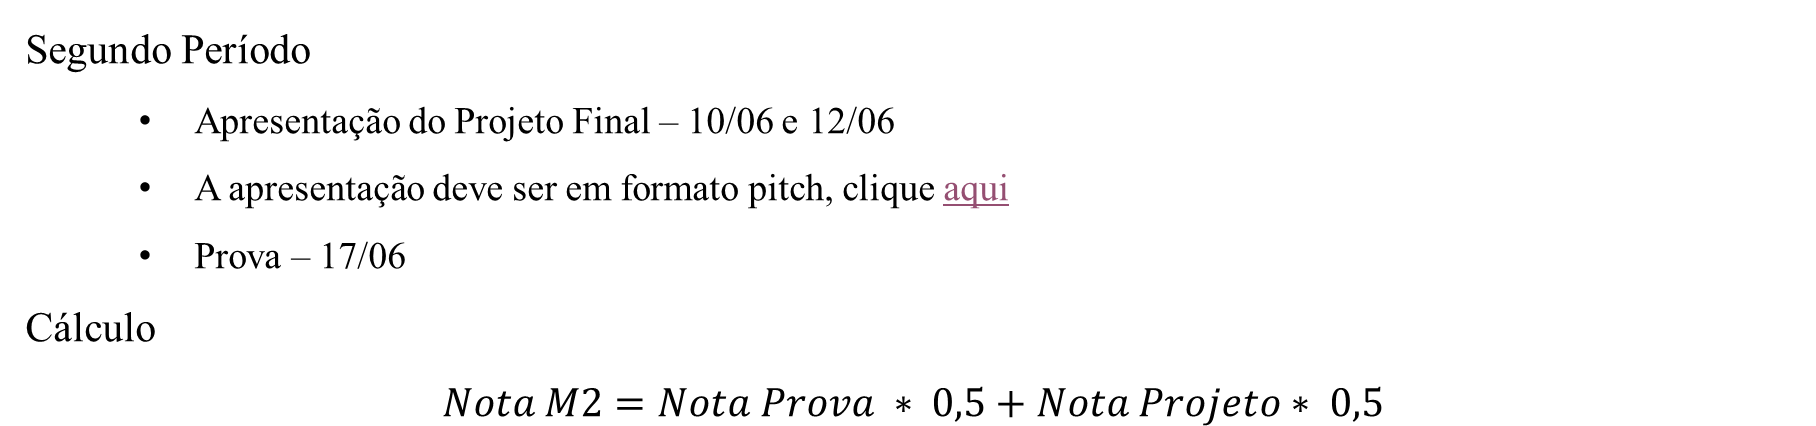 Segundo Período
• Apresentação do Projeto Final – 10/06 e 12/06
• A apresentação deve ser em formato pitch, clique aqui
• Prova – 17/06
Cálculo
Nota M2 = Nota Prova * 0,5 + Nota Projeto * 0,5